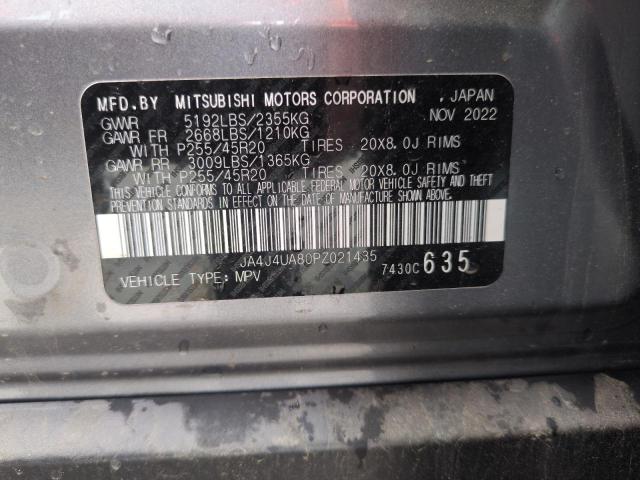 MFD.BY MITSUBISHI MOTORS CORPORATION , JAPAN
GVWR 5192LBS/2355KG NOV 2022
GAWR FR 2668LBS/1210KG
WITH P255/45R20 TIRES 20X8.0J RIMS
GAWR RR 3009LBS/1365KG
WITH P255/45R20 TIRES 20X8.0J RIMS
THIS VEHICLE CONFORMS TO ALL APPLICABLE FEDERAL MOTOR VEHICLE SAFETY AND THEFT
PREVENTION STANDARDS IN EFFECT ON THE DATE OF MANUFACTURE SHOWN ABOVE.
JA4J4UA80PZ021435
VEHICLE TYPE: MPV 7430C 635